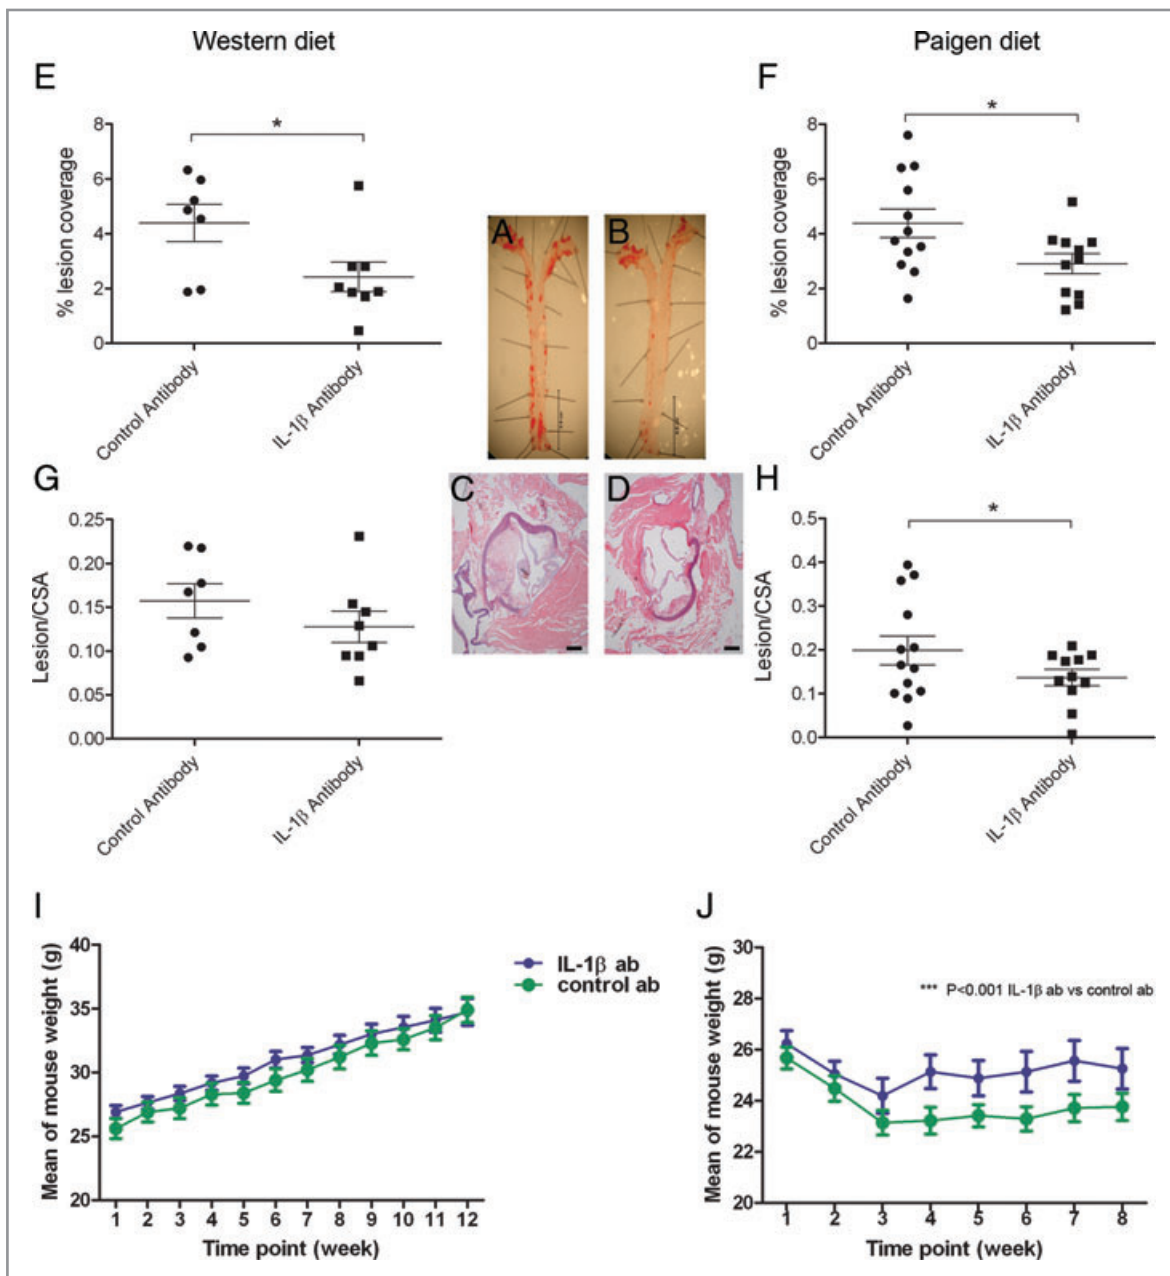 Western diet
Paigen diet
E
8
6
4
2
0
% lesion coverage
*
Control Antibody
IL-1β Antibody
A
B
F
8
6
4
2
0
% lesion coverage
*
Control Antibody
IL-1β Antibody
G
0.25
0.20
0.15
0.10
0.05
0.00
Lesion/CSA
Control Antibody
IL-1β Antibody
C
D
H
0.5
0.4
0.3
0.2
0.1
0.0
Lesion/CSA
*
Control Antibody
IL-1β Antibody
I
40
35
30
25
20
Mean of mouse weight (g)
1 2 3 4 5 6 7 8 9 10 11 12
Time point (week)
IL-1β ab
control ab
J
30
28
26
24
22
20
Mean of mouse weight (g)
*** P<0.001 IL-1β ab vs control ab
1 2 3 4 5 6 7 8
Time point (week)